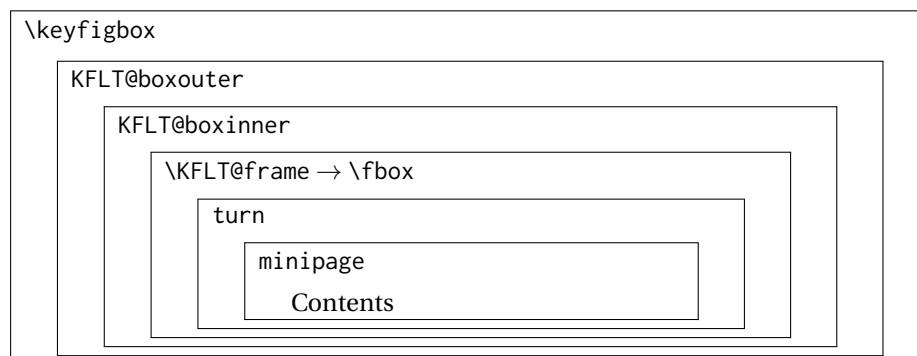 \keyfigbox
KFLT@boxouter
KFLT@boxinner
\KFLT@frame → \fbox
turn
minipage
Contents